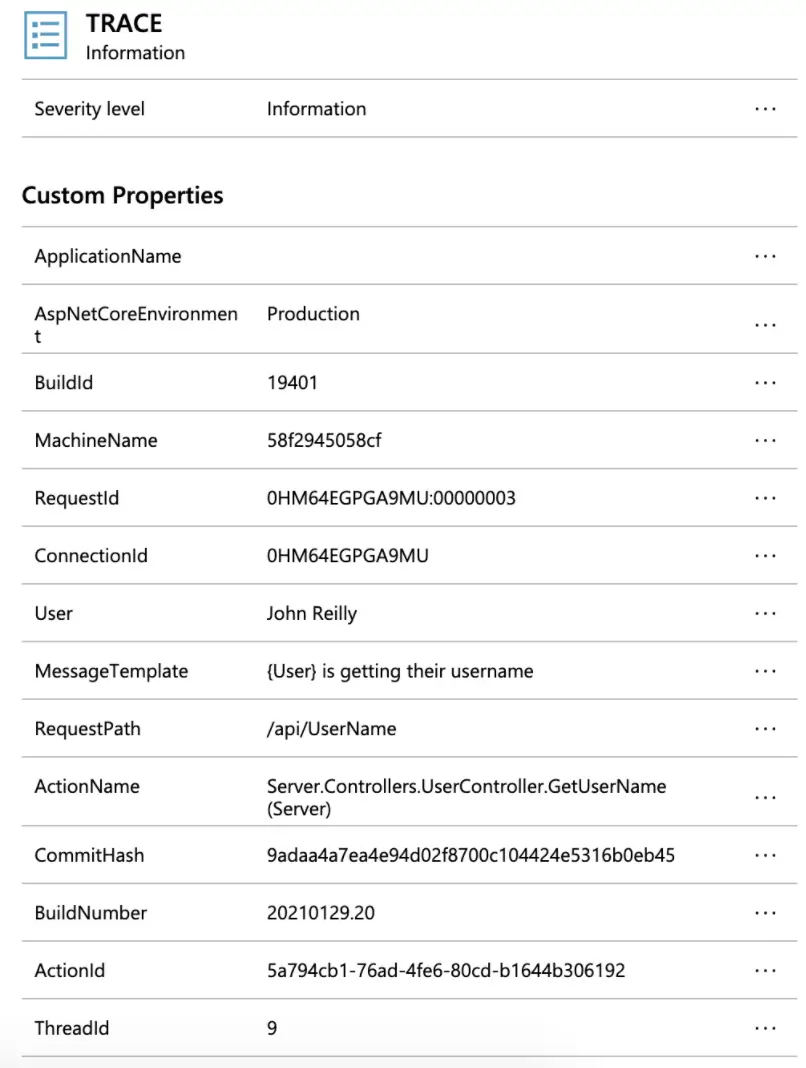 TRACE
Information
Severity level Information ...
Custom Properties
ApplicationName ...
AspNetCoreEnvironmen Production ...
t
BuildId 19401 ...
MachineName 58f2945058cf ...
RequestId 0HM64EGPGA9MU:00000003 ...
ConnectionId 0HM64EGPGA9MU ...
User John Reilly ...
MessageTemplate {User} is getting their username ...
RequestPath /api/UserName ...
ActionName Server.Controllers.UserController.GetUserName ...
(Server)
CommitHash 9adaa4a7ea4e94d02f8700c104424e5316b0eb45 ...
BuildNumber 20210129.20 ...
ActionId 5a794cb1-76ad-4fe6-80cd-b1644b306192 ...
ThreadId 9 ...